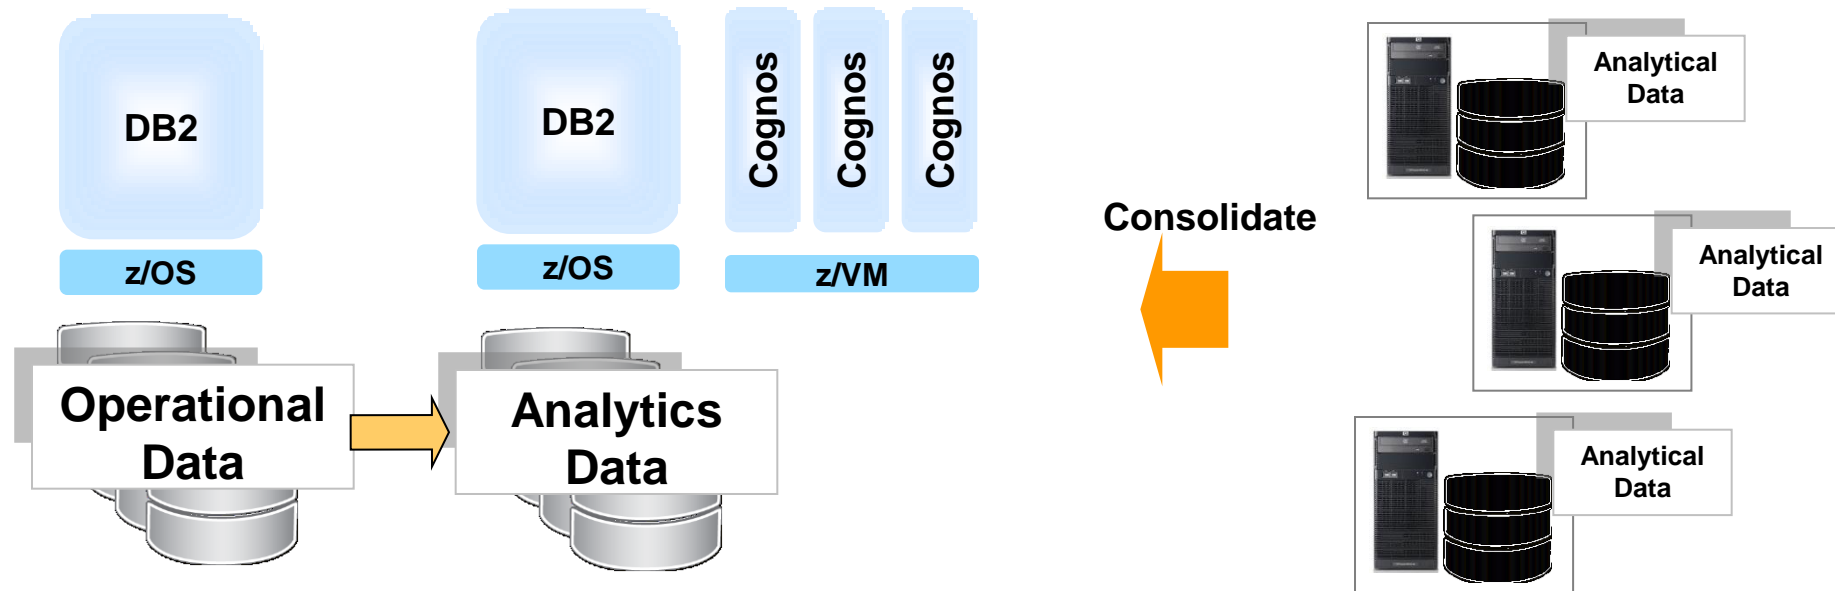 DB2
z/OS
Operational
Data
DB2
z/OS
Cognos
Cognos
Cognos
z/VM
Analytics
Data
Consolidate
Analytical
Data
Analytical
Data
Analytical
Data